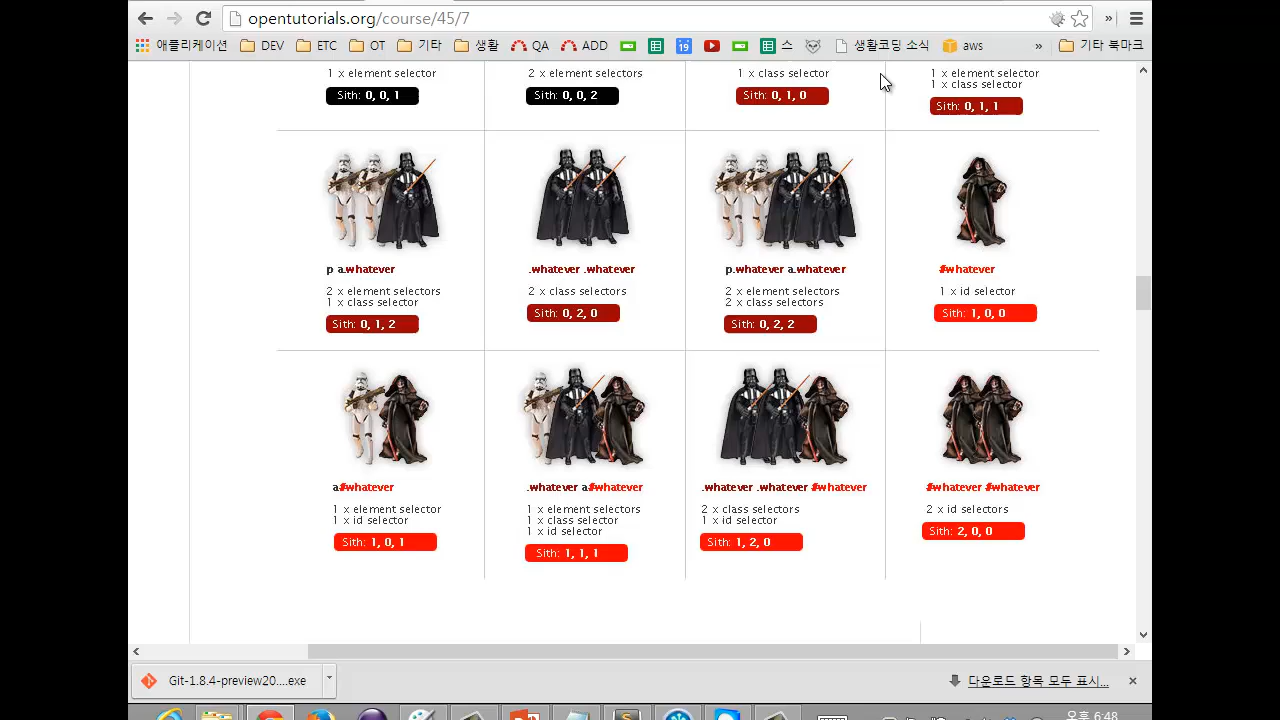 opentutorials.org/course/45/7
애플리케이션 DEV ETC OT 기타 생활 QA ADD 19 스 생활코딩 소식 aws » 기타 북마크
1 x element selector
Sith: 0, 0, 1
2 x element selectors
Sith: 0, 0, 2
1 x class selector
Sith: 0, 1, 0
1 x element selector
1 x class selector
Sith: 0, 1, 1
p a.whatever
2 x element selectors
1 x class selector
Sith: 0, 1, 2
.whatever .whatever
2 x class selectors
Sith: 0, 2, 0
p.whatever a.whatever
2 x element selectors
2 x class selectors
Sith: 0, 2, 2
#whatever
1 x id selector
Sith: 1, 0, 0
a#whatever
1 x element selector
1 x id selector
Sith: 1, 0, 1
.whatever a#whatever
1 x element selectors
1 x class selector
1 x id selector
Sith: 1, 1, 1
.whatever .whatever #whatever
2 x class selectors
1 x id selector
Sith: 1, 2, 0
#whatever #whatever
2 x id selectors
Sith: 2, 0, 0
Git-1.8.4-preview20....exe
다운로드 항목 모두 표시...
오후 6:48